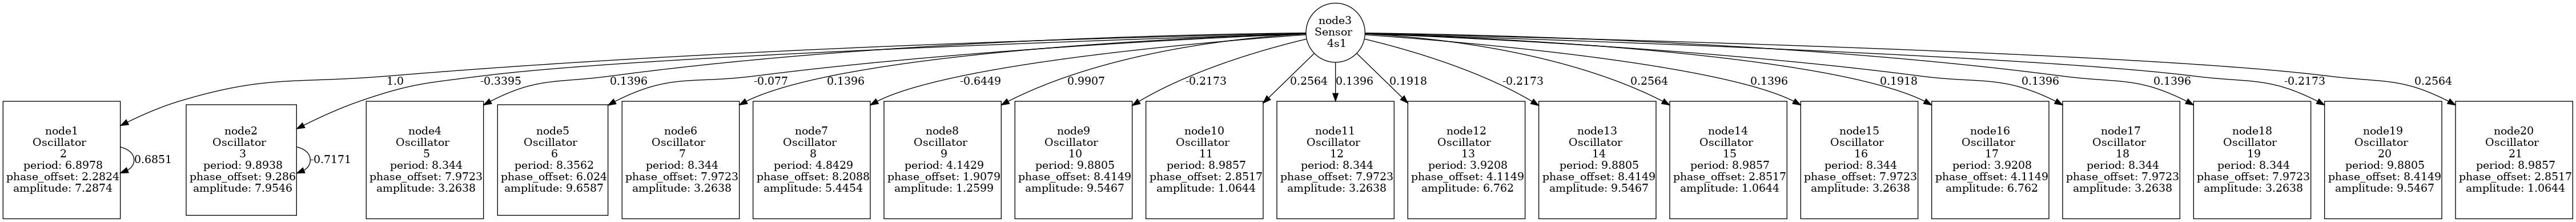 node3
Sensor
4s1
1.0
-0.3395
0.1396
-0.077
0.1396
-0.6449
0.9907
-0.2173
0.2564
0.1396
0.1918
-0.2173
0.2564
0.1396
0.1918
0.1396
0.1396
-0.2173
0.2564
node1
Oscillator
2
period: 6.8978
phase_offset: 2.2824
amplitude: 7.2874
0.6851
node2
Oscillator
3
period: 9.8938
phase_offset: 9.286
amplitude: 7.9546
-0.7171
node4
Oscillator
5
period: 8.344
phase_offset: 7.9723
amplitude: 3.2638
node5
Oscillator
6
period: 8.3562
phase_offset: 6.024
amplitude: 9.6587
node6
Oscillator
7
period: 8.344
phase_offset: 7.9723
amplitude: 3.2638
node7
Oscillator
8
period: 4.8429
phase_offset: 8.2088
amplitude: 5.4454
node8
Oscillator
9
period: 4.1429
phase_offset: 1.9079
amplitude: 1.2599
node9
Oscillator
10
period: 9.8805
phase_offset: 8.4149
amplitude: 9.5467
node10
Oscillator
11
period: 8.9857
phase_offset: 2.8517
amplitude: 1.0644
node11
Oscillator
12
period: 8.344
phase_offset: 7.9723
amplitude: 3.2638
node12
Oscillator
13
period: 3.9208
phase_offset: 4.1149
amplitude: 6.762
node13
Oscillator
14
period: 9.8805
phase_offset: 8.4149
amplitude: 9.5467
node14
Oscillator
15
period: 8.9857
phase_offset: 2.8517
amplitude: 1.0644
node15
Oscillator
16
period: 8.344
phase_offset: 7.9723
amplitude: 3.2638
node16
Oscillator
17
period: 3.9208
phase_offset: 4.1149
amplitude: 6.762
node17
Oscillator
18
period: 8.344
phase_offset: 7.9723
amplitude: 3.2638
node18
Oscillator
19
period: 8.344
phase_offset: 7.9723
amplitude: 3.2638
node19
Oscillator
20
period: 9.8805
phase_offset: 8.4149
amplitude: 9.5467
node20
Oscillator
21
period: 8.9857
phase_offset: 2.8517
amplitude: 1.0644